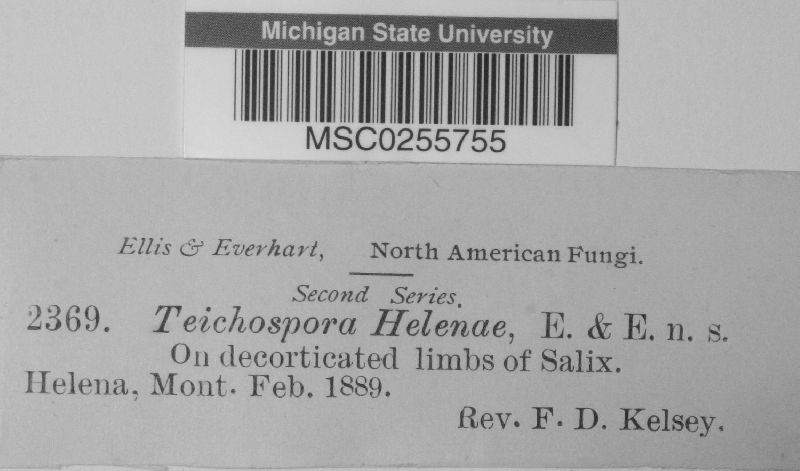 Michigan State University
MSC0255755
Ellis & Everhart, North American Fungi.
Second Series.
2369. Teichospora Helenae, E. & E. n. s.
On decorticated limbs of Salix.
Helena, Mont. Feb. 1889.
Rev. F. D. Kelsey.